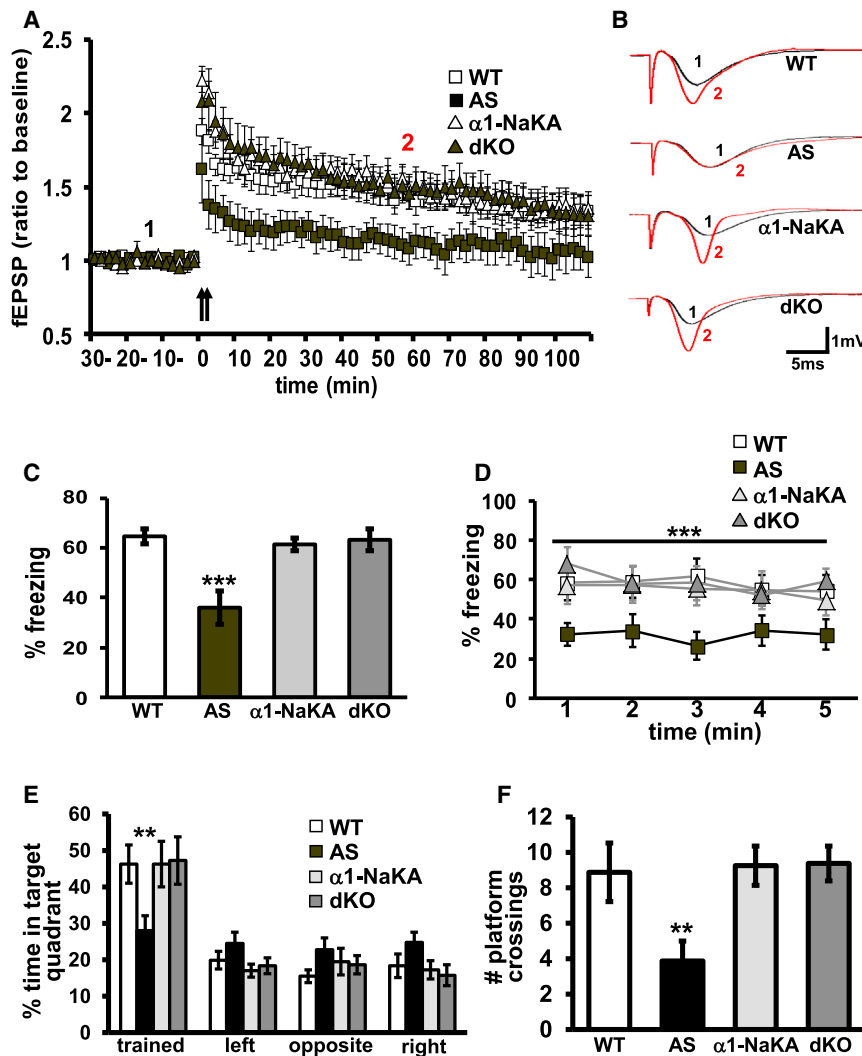 A
fEPSP (ratio to baseline)
2.5
2
1.5
1
0.5
1
2
WT
AS
α1-NaKA
dKO
30- 20- 10- 0 10 20 30 40 50 60 70 80 90 100
time (min)
B
1
2
WT
1
2
AS
1
2
α1-NaKA
1
2
dKO
1mV
5ms
C
% freezing
80
60
40
20
0
***
WT AS α1-NaKA dKO
D
WT
AS
α1-NaKA
dKO
% freezing
100
80
60
40
20
0
***
1 2 3 4 5
time (min)
E
% time in target
quadrant
60
50
40
30
20
10
0
**
WT
AS
α1-NaKA
dKO
trained left opposite right
F
# platform
crossings
12
10
8
6
4
2
0
**
WT AS α1-NaKA dKO